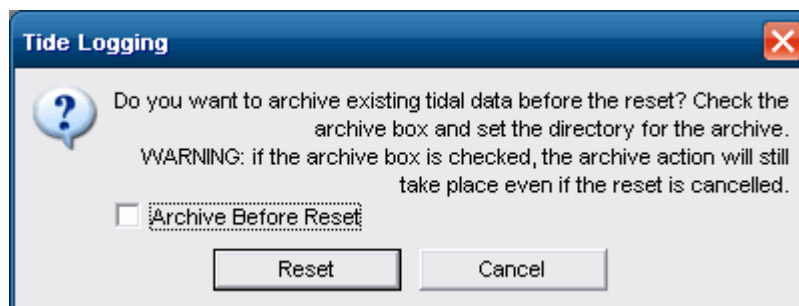 Tide Logging
Do you want to archive existing tidal data before the reset? Check the
archive box and set the directory for the archive.
WARNING: if the archive box is checked, the archive action will still
take place even if the reset is cancelled.
Archive Before Reset
Reset
Cancel